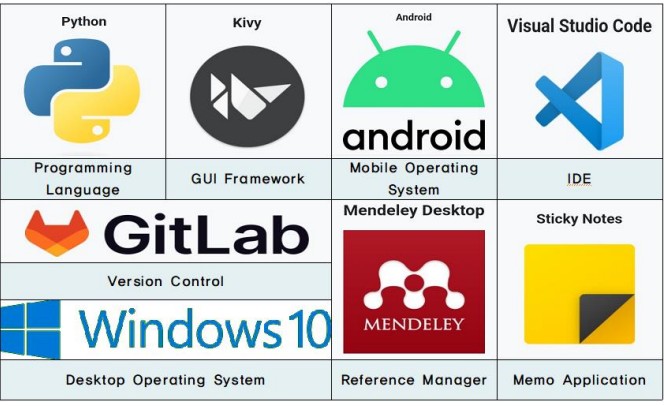 Python
Kivy
Android
Visual Studio Code
android
Programming
Language
GUI Framework
Mobile Operating
System
IDE
GitLab
Version Control
Mendeley Desktop
MENDELEY
Sticky Notes
Windows 10
Desktop Operating System
Reference Manager
Memo Application